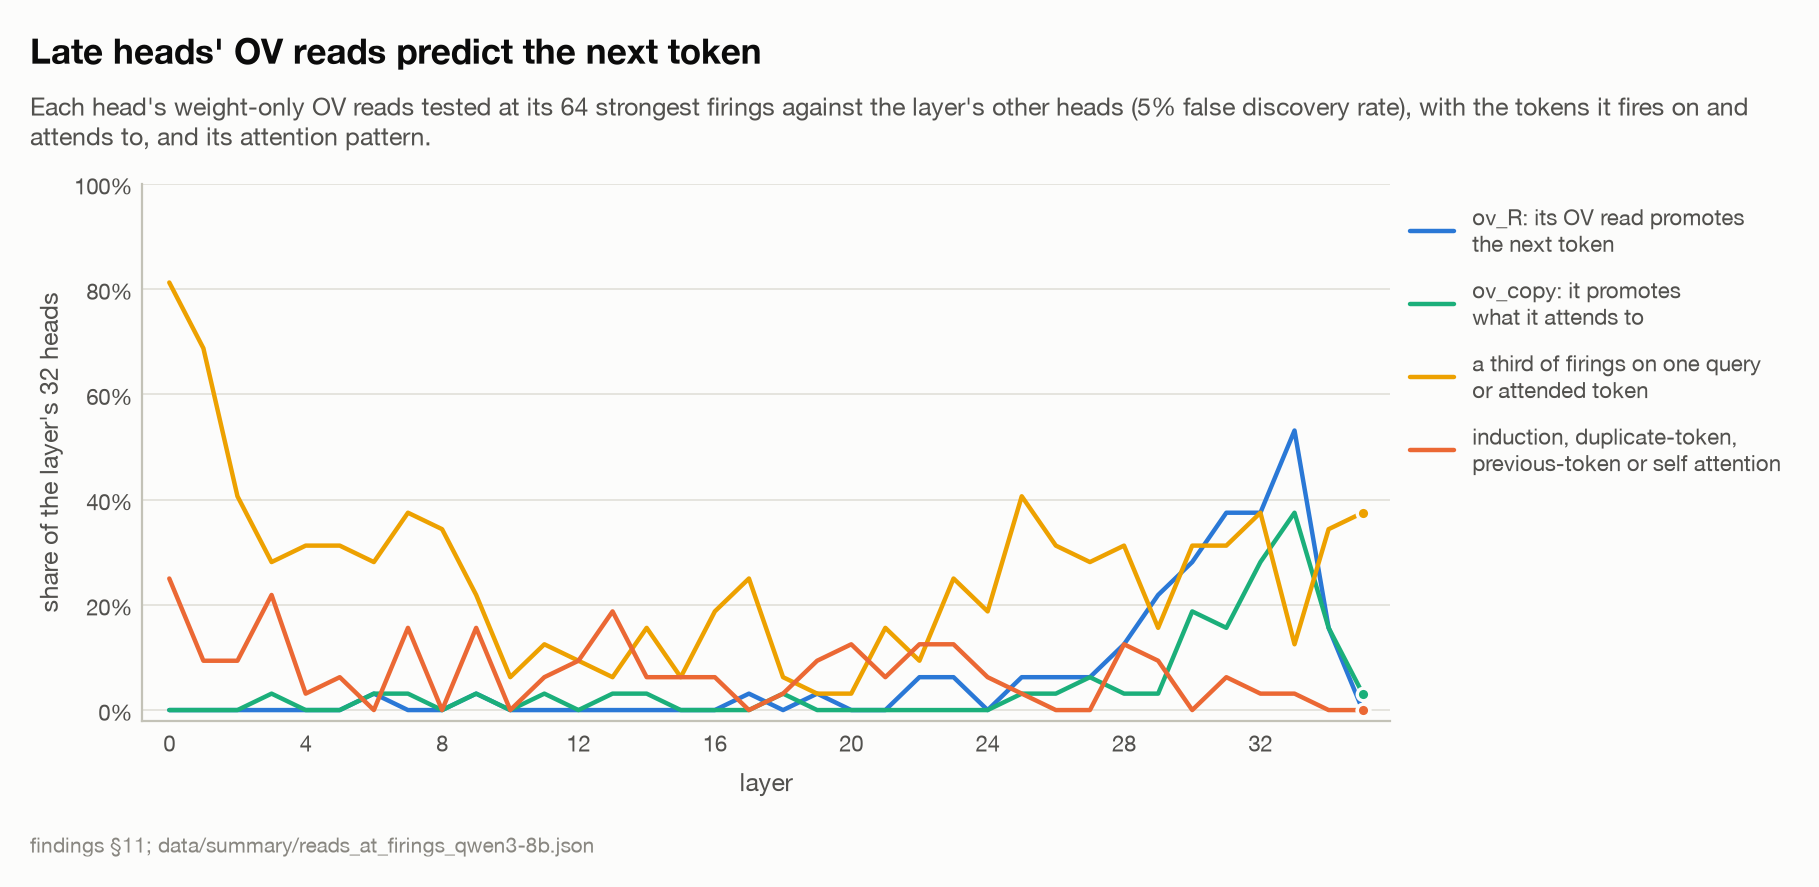 Late heads' OV reads predict the next token
Each head's weight-only OV reads tested at its 64 strongest firings against the layer's other heads (5% false discovery rate), with the tokens it fires on and
attends to, and its attention pattern.
100%
80%
60%
40%
20%
0%
share of the layer's 32 heads
0
4
8
12
16
20
24
28
32
layer
ov_R: its OV read promotes
the next token
ov_copy: it promotes
what it attends to
a third of firings on one query
or attended token
induction, duplicate-token,
previous-token or self attention
findings §11; data/summary/reads_at_firings_qwen3-8b.json